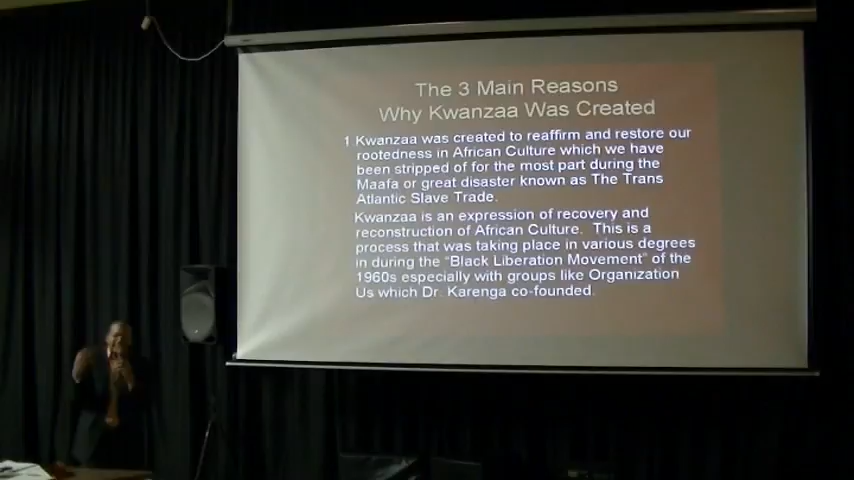 The 3 Main Reasons
Why Kwanzaa Was Created
1 Kwanzaa was created to reaffirm and restore our
rootedness in African Culture which we have
been stripped of for the most part during the
Maafa or great disaster known as The Trans
Atlantic Slave Trade.
Kwanzaa is an expression of recovery and
reconstruction of African Culture. This is a
process that was taking place in various degrees
in during the "Black Liberation Movement" of the
1960s especially with groups like Organization
Us which Dr. Karenga co-founded.